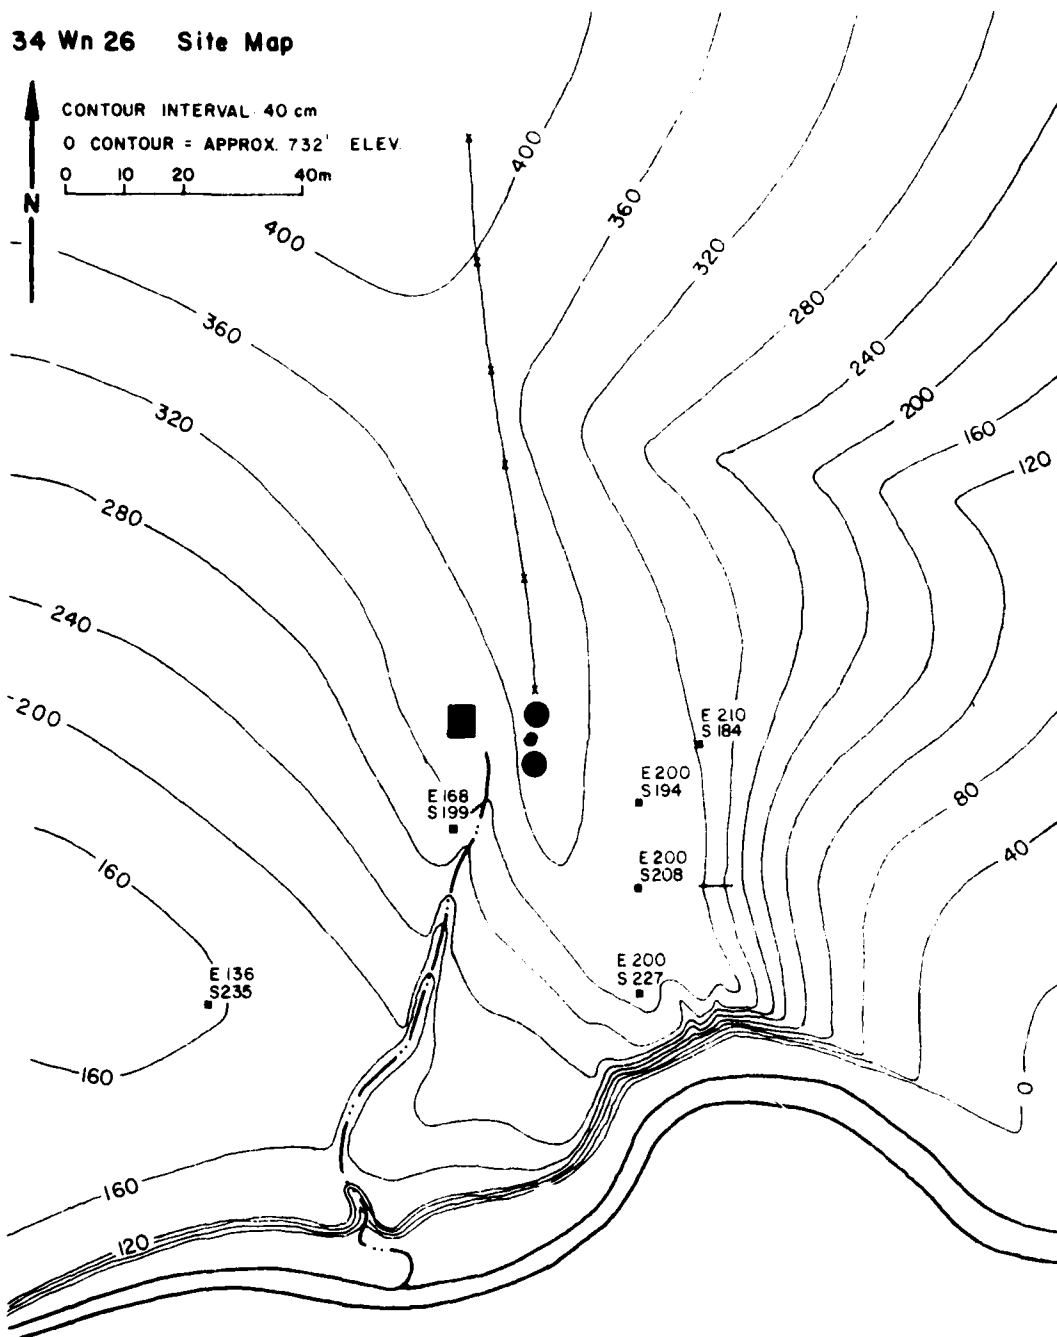 34 Wn 26 Site Map
CONTOUR INTERVAL 40 cm
0 CONTOUR = APPROX. 732' ELEV.
0 10 20 40m
N
400
400
360
320
280
240
200
160
120
360
320
280
240
200
160
E 210
S 184
E 200
S 194
E 168
S 199
80
40
E 200
S 208
E 200
S 227
E 136
S235
160
0
160
120